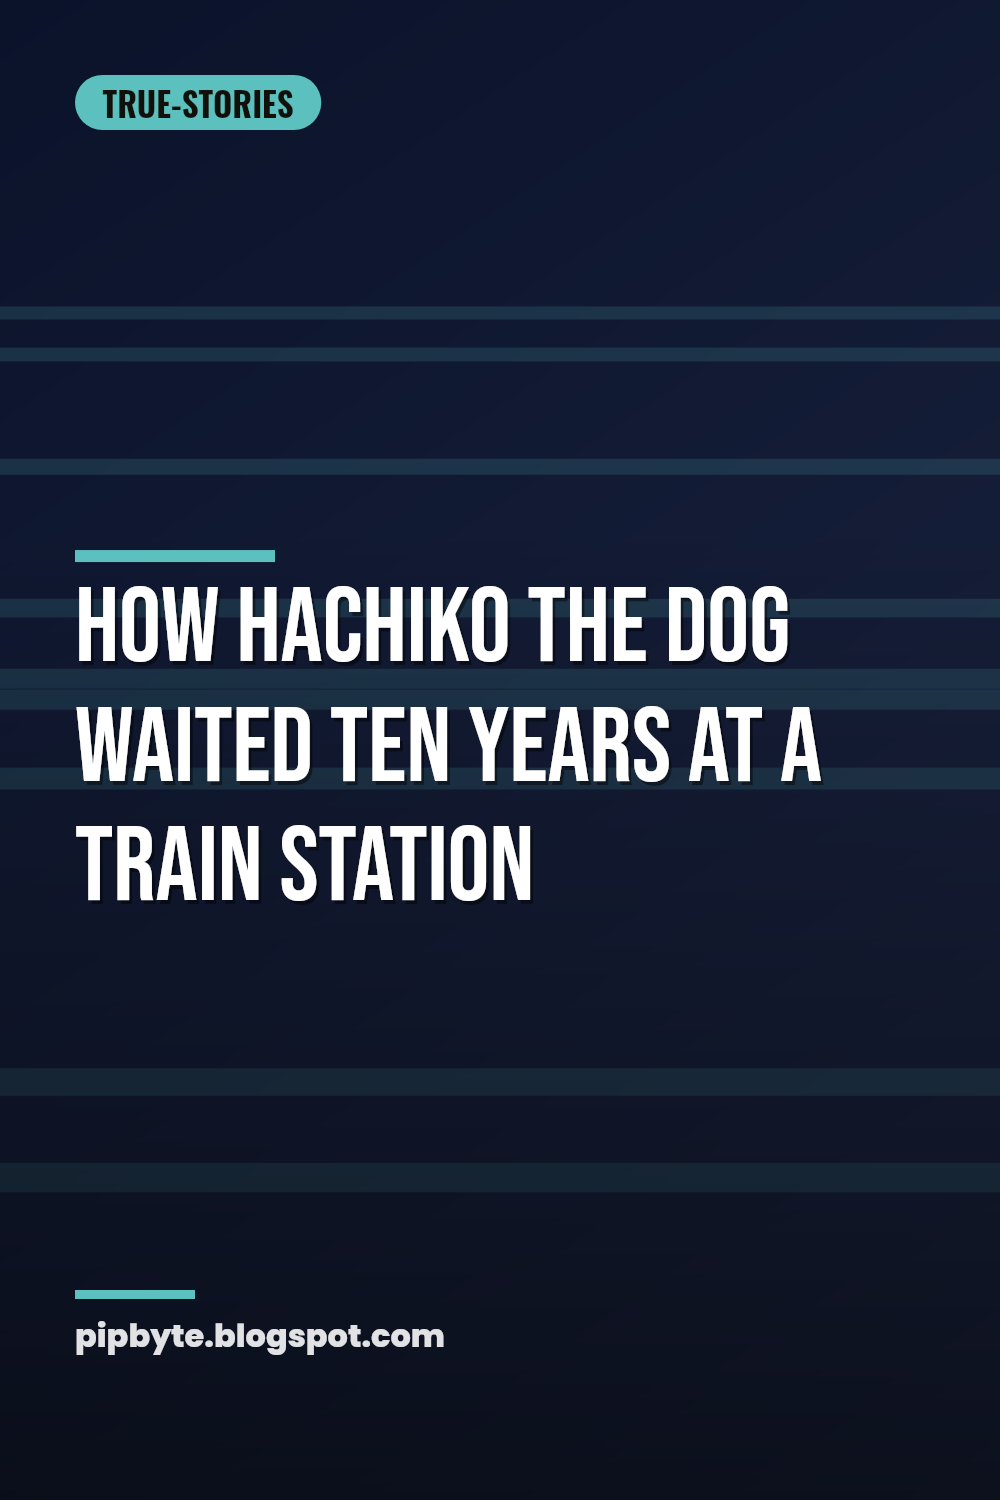 TRUE-STORIES
HOW HACHIKO THE DOG
WAITED TEN YEARS AT A
TRAIN STATION
pipbyte.blogspot.com